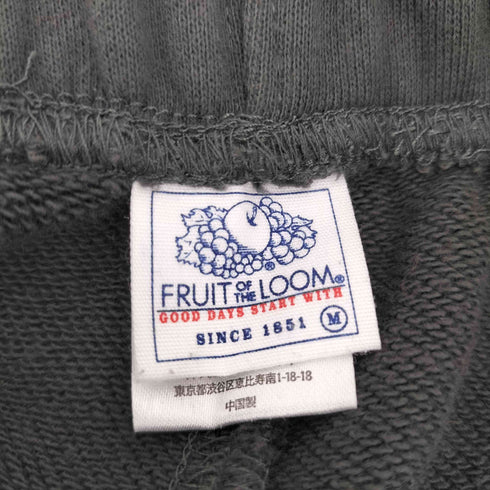 FRUIT OF THE LOOM®
GOOD DAYS START WITH
SINCE 1851 M
東京都渋谷区恵比寿南1-18-18
中国製